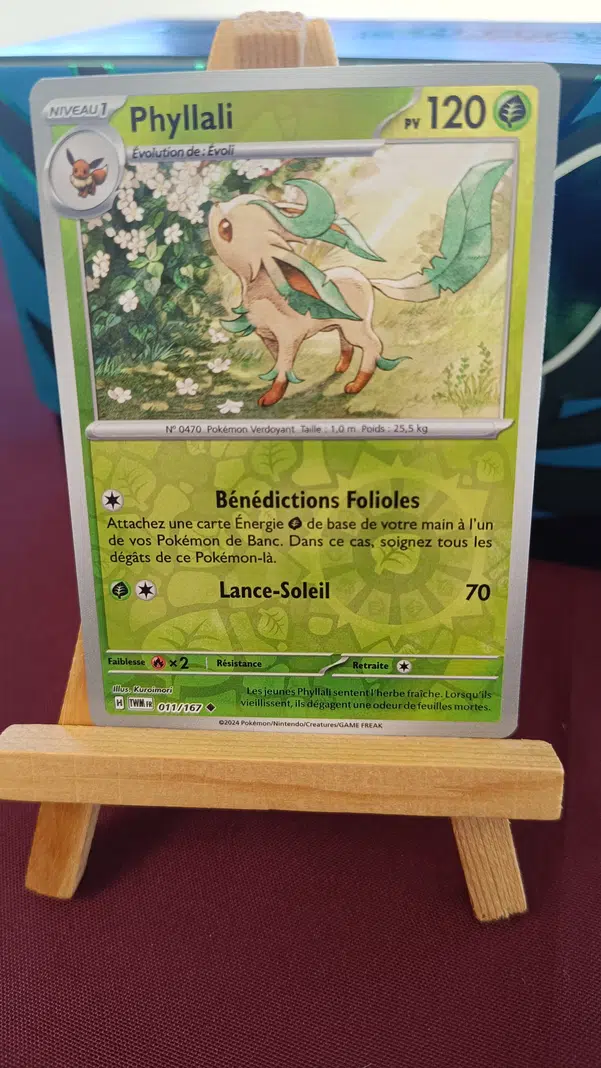 NIVEAU 1
Phyllali
PV 120
Évolution de : Évoli
N° 0470 Pokémon Verdoyant Taille : 1,0 m Poids : 25,5 kg
Bénédictions Folioles
Attachez une carte Énergie de base de votre main à l'un
de vos Pokémon de Banc. Dans ce cas, soignez tous les
dégâts de ce Pokémon-là.
Lance-Soleil 70
Faiblesse ×2 Résistance Retraite
Illus. Kuroimori
Les jeunes Phyllali sentent l'herbe fraîche. Lorsqu'ils
vieillissent, ils dégagent une odeur de feuilles mortes.
H TWM FR 011/167
©2024 Pokémon/Nintendo/Creatures/GAME FREAK